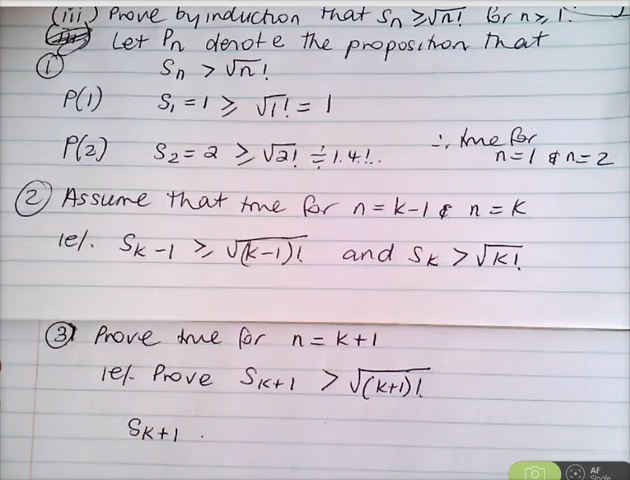 (iii) Prove by induction that Sn ≥ √n! for n ≥ 1.
Let Pn denote the proposition that
① Sn > √n!
P(1) S1 = 1 ≥ √1! = 1
P(2) S2 = 2 ≥ √2! ≑ 1.4!.. ∴ true for
n=1 & n=2
② Assume that true for n = k-1 & n = k
ie/. Sk-1 ≥ √(k-1)! and Sk > √k!
③ Prove true for n = k+1
ie/. Prove Sk+1 > √(k+1)!
Sk+1 .
AF
Single